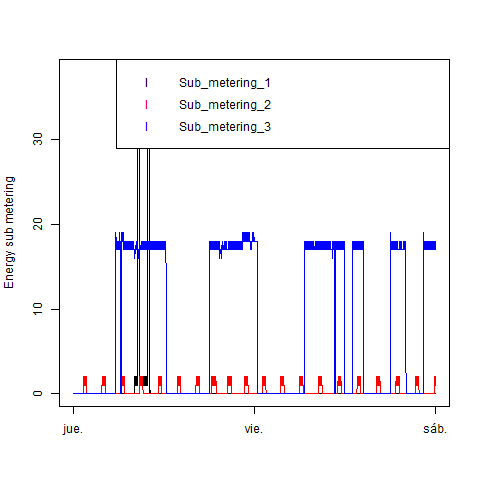 Sub_metering_1
Sub_metering_2
Sub_metering_3
Energy sub metering
30
20
10
0
jue.
vie.
sáb.